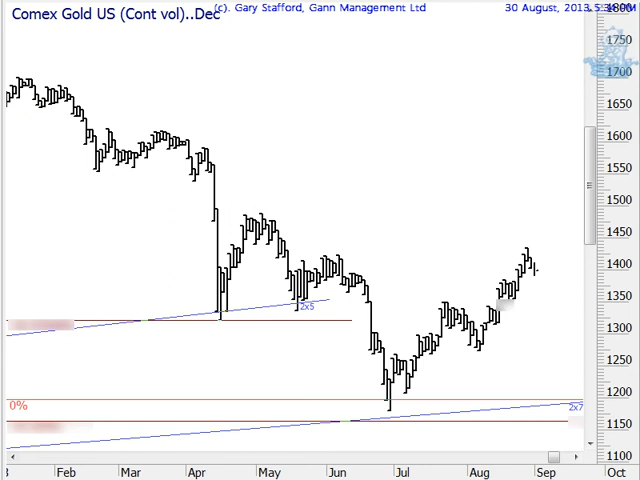 Comex Gold US (Cont vol)..Dec
(c). Gary Stafford, Gann Management Ltd
30 August, 2013,
1800
1750
1700
1650
1600
1550
1500
1450
1400
1350
1300
1250
1200
1150
1100
2x5
0%
2x7
Feb Mar Apr May Jun Jul Aug Sep Oct